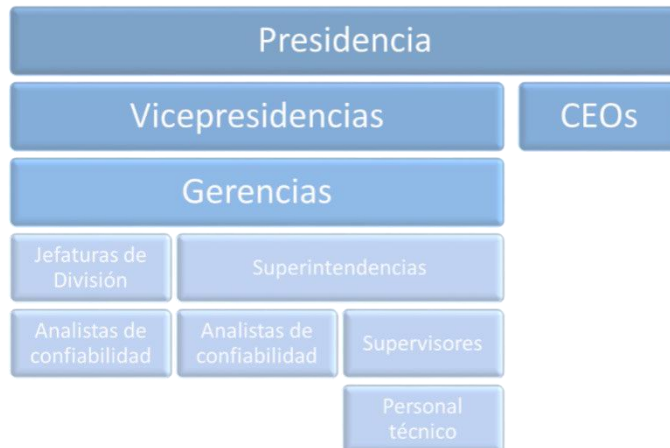 Presidencia
Vicepresidencias
CEOs
Gerencias
Jefaturas de
División
Superintendencias
Analistas de
confiabilidad
Analistas de
confiabilidad
Supervisores
Personal
técnico